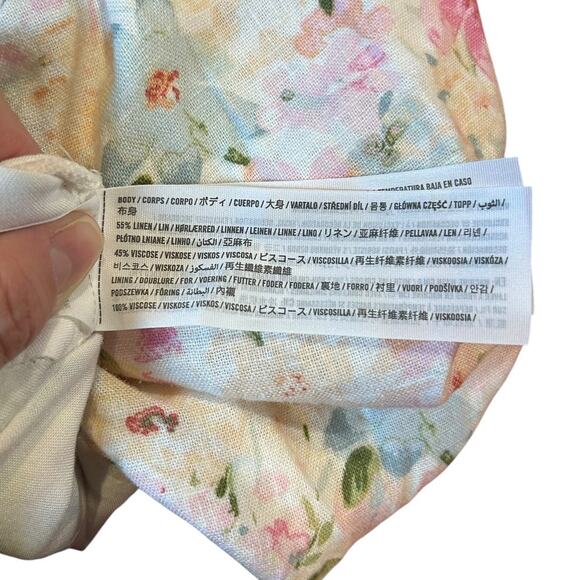 TEMPERATURA BAJA EN CASO
BODY / CORPS / CORPO / ボディ / CUERPO / 大身 / VARTALO / STŘEDNÍ DÍL / 몸통 / GŁÓWNA CZĘŚĆ / TOPP / الثوب /
布身
55% LINEN / LIN / HØRLÆRRED / LINNEN / LEINEN / LINNE / LINO / リネン / 亚麻纤维 / PELLAVAA / LEN / 리넨 /
PŁÓTNO LNIANE / LINHO / الكتان / 亞麻布
45% VISCOSE / VISKOSE / VISKOS / VISCOSA / ビスコース / VISCOSILLA / 再生纤维素纤维 / VISKOOSIA / VISKÓZA /
비스코스 / WISKOZA / الفسكوز / 再生纖維素纖維
LINING / DOUBLURE / FOR / VOERING / FUTTER / FODER / FODERA / 裏地 / FORRO / 衬里 / VUORI / PODŠÍVKA / 안감 /
PODSZEWKA / FÔRING / البطانة / 內襯
100% VISCOSE / VISKOSE / VISKOS / VISCOSA / ビスコース / VISCOSILLA / 再生纤维素纤维 / VISKOOSIA /